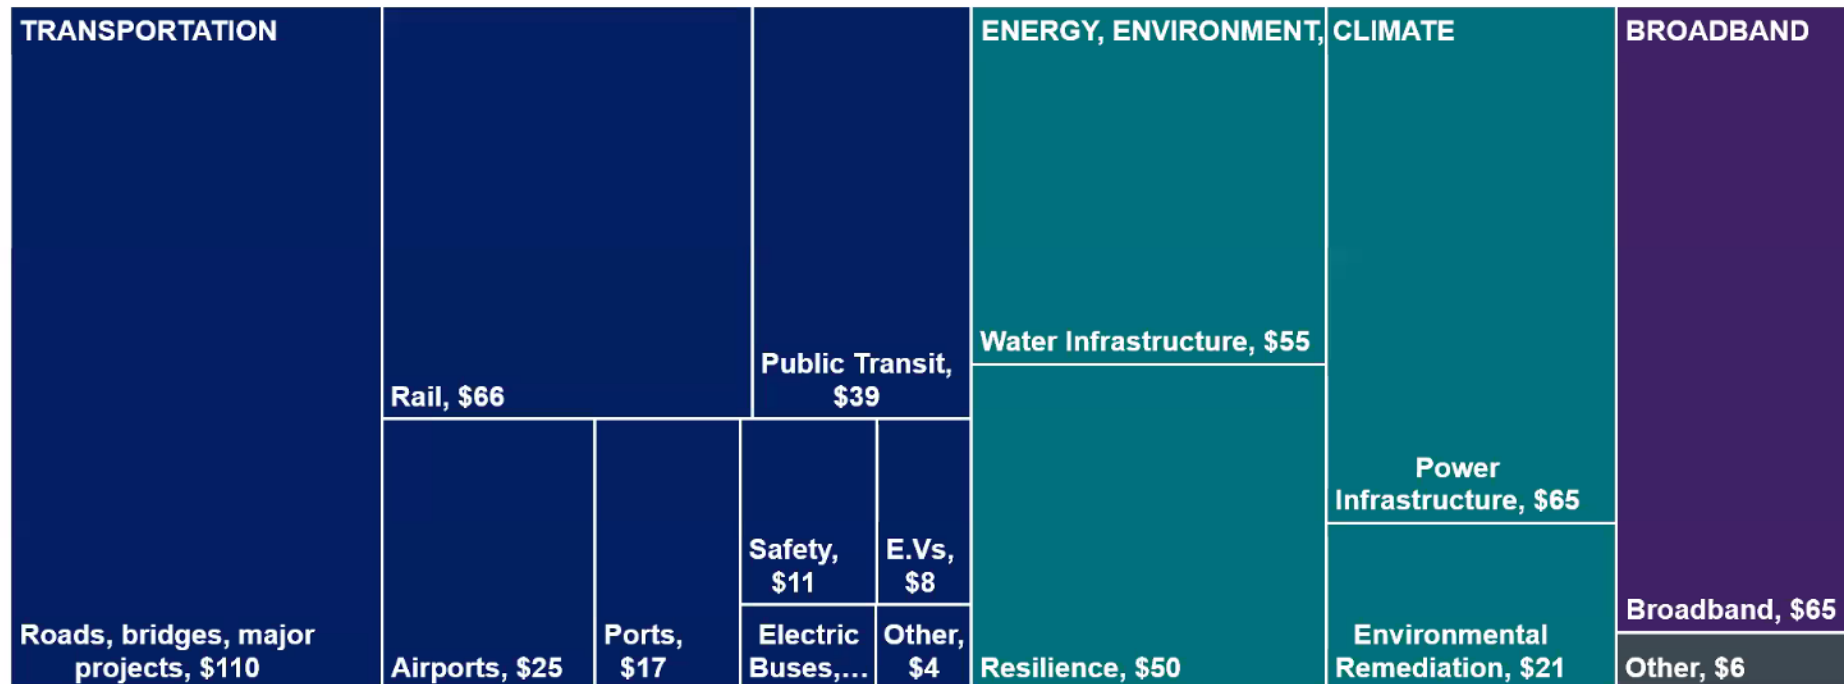 TRANSPORTATION
Roads, bridges, major
projects, $110
Rail, $66
Public Transit,
$39
Airports, $25
Ports,
$17
Safety,
$11
E.Vs,
$8
Electric
Buses,...
Other,
$4
ENERGY, ENVIRONMENT, CLIMATE
Water Infrastructure, $55
Resilience, $50
Power
Infrastructure, $65
Environmental
Remediation, $21
BROADBAND
Broadband, $65
Other, $6